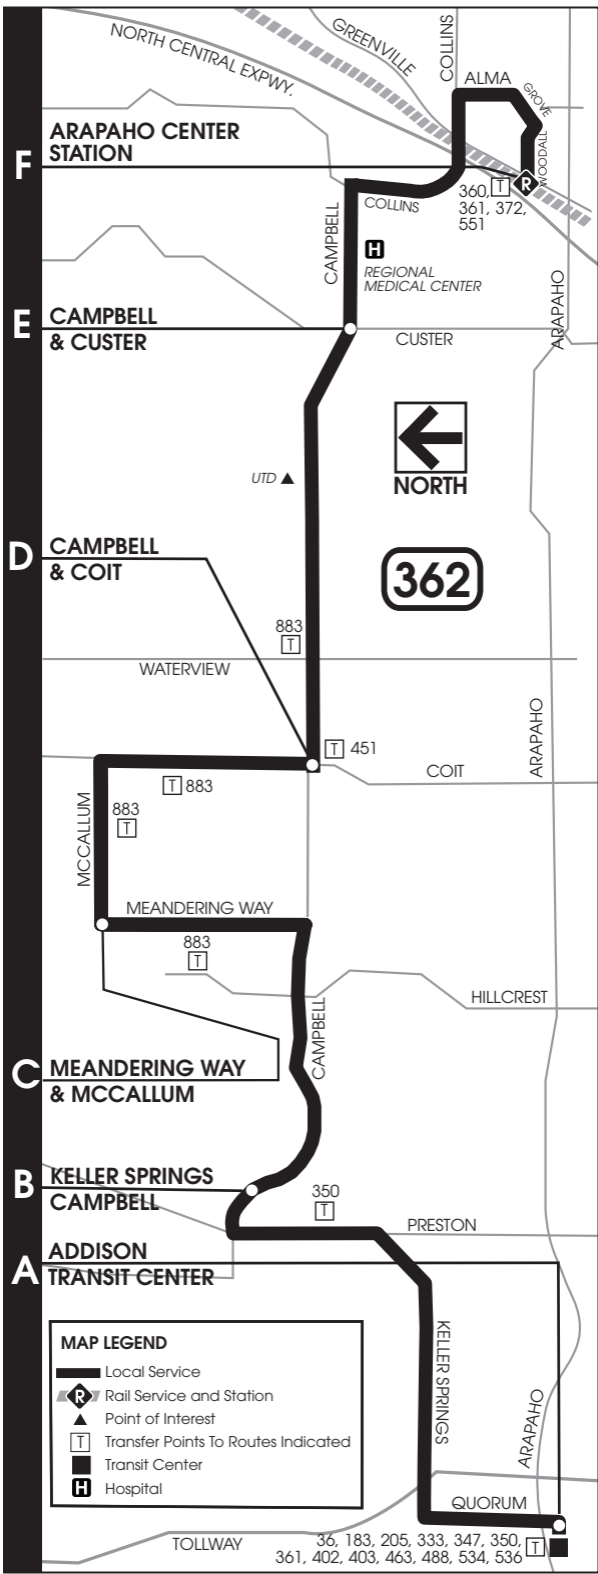 NORTH CENTRAL EXPWY.
GREENVILLE
COLLINS
ALMA
GROVE
WOODALL
F
ARAPAHO CENTER
STATION
R
T
360,
361, 372,
551
COLLINS
CAMPBELL
H
REGIONAL
MEDICAL CENTER
ARAPAHO
E
CAMPBELL
& CUSTER
CUSTER
NORTH
UTD
D
CAMPBELL
& COIT
362
883
T
WATERVIEW
T 451
ARAPAHO
COIT
T 883
MCCALLUM
883
T
MEANDERING WAY
883
T
HILLCREST
CAMPBELL
C
MEANDERING WAY
& MCCALLUM
B
KELLER SPRINGS
CAMPBELL
350
T
PRESTON
A
ADDISON
TRANSIT CENTER
KELLER SPRINGS
ARAPAHO
MAP LEGEND
Local Service
R Rail Service and Station
Point of Interest
T Transfer Points To Routes Indicated
Transit Center
H Hospital
QUORUM
TOLLWAY
36, 183, 205, 333, 347, 350,
361, 402, 403, 463, 488, 534, 536
T